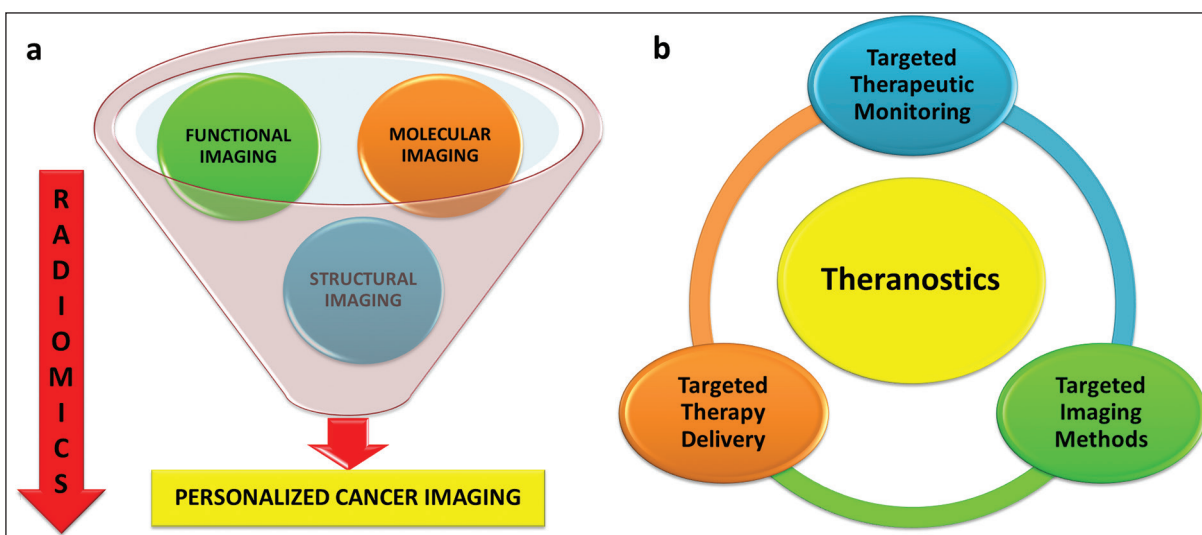 a
FUNCTIONAL
IMAGING
MOLECULAR
IMAGING
STRUCTURAL
IMAGING
R
A
D
I
O
M
I
C
S
PERSONALIZED CANCER IMAGING
b
Targeted
Therapeutic
Monitoring
Theranostics
Targeted
Therapy
Delivery
Targeted
Imaging
Methods